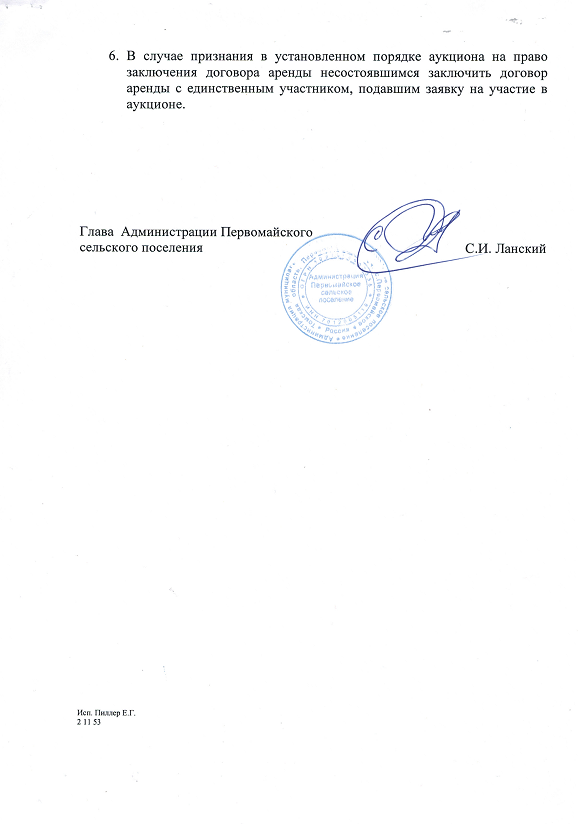 6. В случае признания в установленном порядке аукциона на право
заключения договора аренды несостоявшимся заключить договор
аренды с единственным участником, подавшим заявку на участие в
аукционе.
Глава Администрации Первомайского
сельского поселения
С.И. Ланский
Администрация
Первомайское
сельское
поселение
Исп. Пиллер Е.Г.
2 11 53